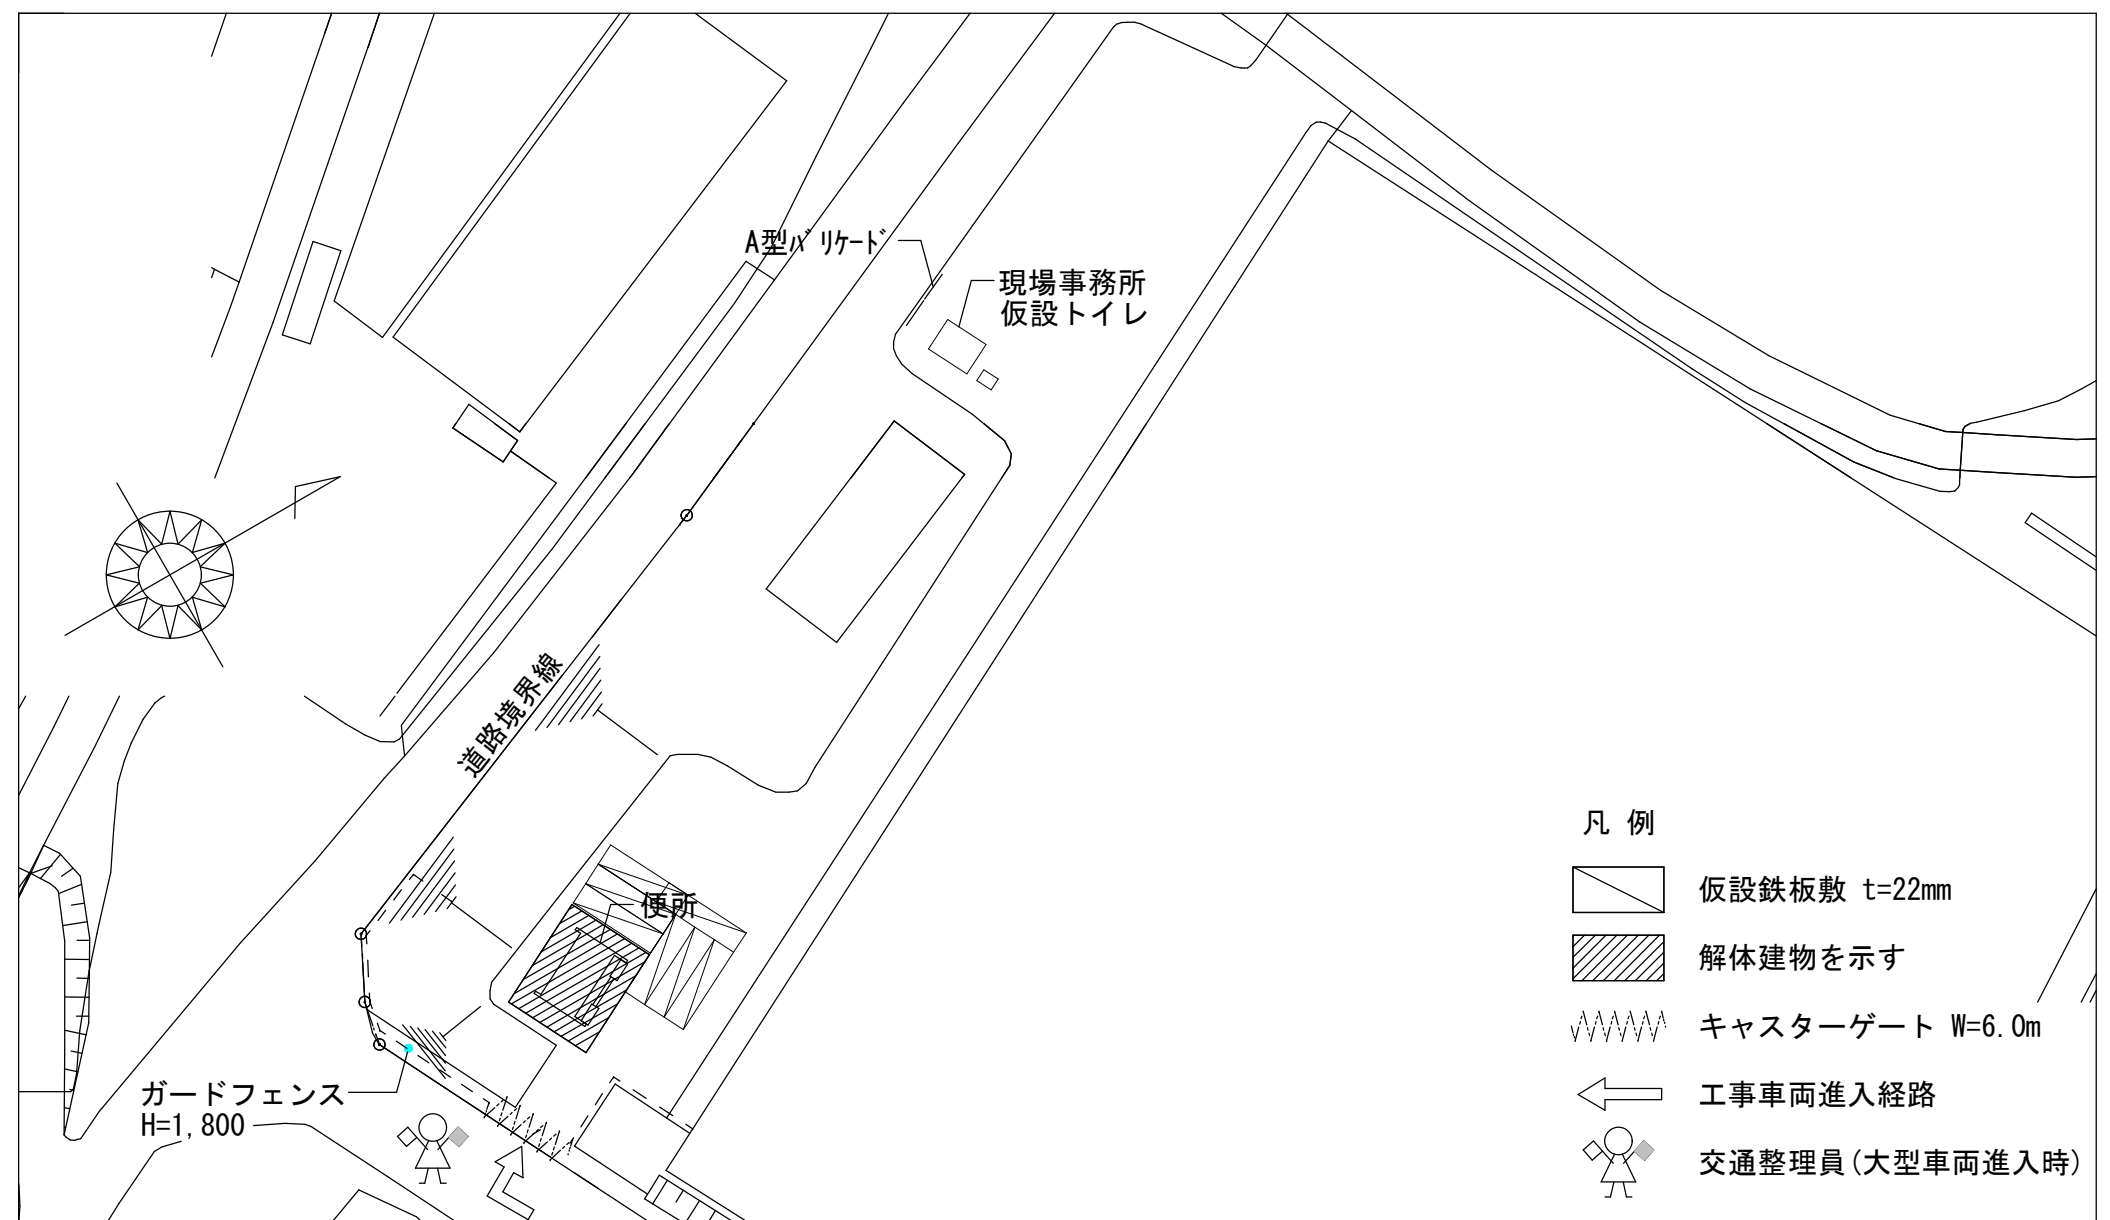 A型ﾊﾞﾘｹｰﾄﾞ
現場事務所
仮設トイレ
道路境界線
便所
ガードフェンス
H=1,800
凡 例
仮設鉄板敷 t=22mm
解体建物を示す
キャスターゲート W=6.0m
工事車両進入経路
交通整理員(大型車両進入時)